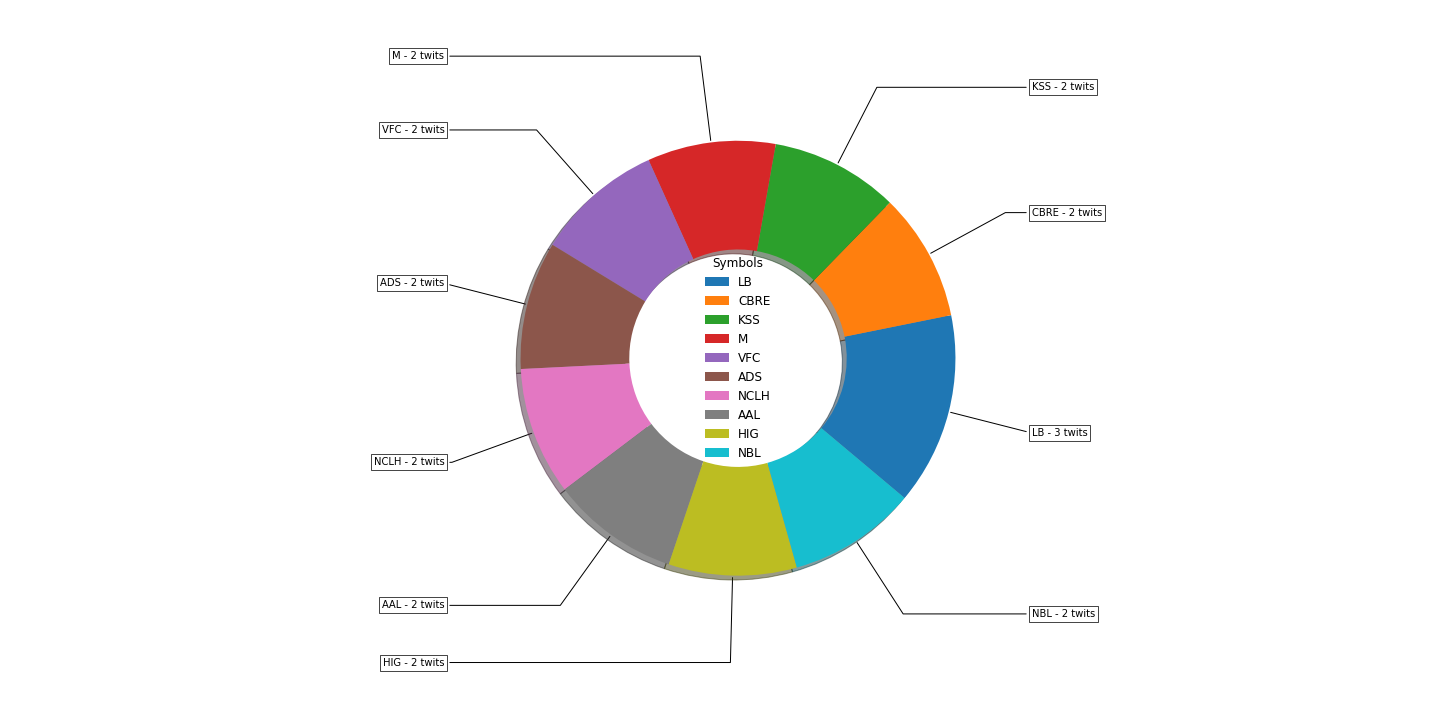 M - 2 twits
KSS - 2 twits
VFC - 2 twits
CBRE - 2 twits
Symbols
LB
CBRE
KSS
M
VFC
ADS
NCLH
AAL
HIG
NBL
ADS - 2 twits
LB - 3 twits
NCLH - 2 twits
AAL - 2 twits
NBL - 2 twits
HIG - 2 twits